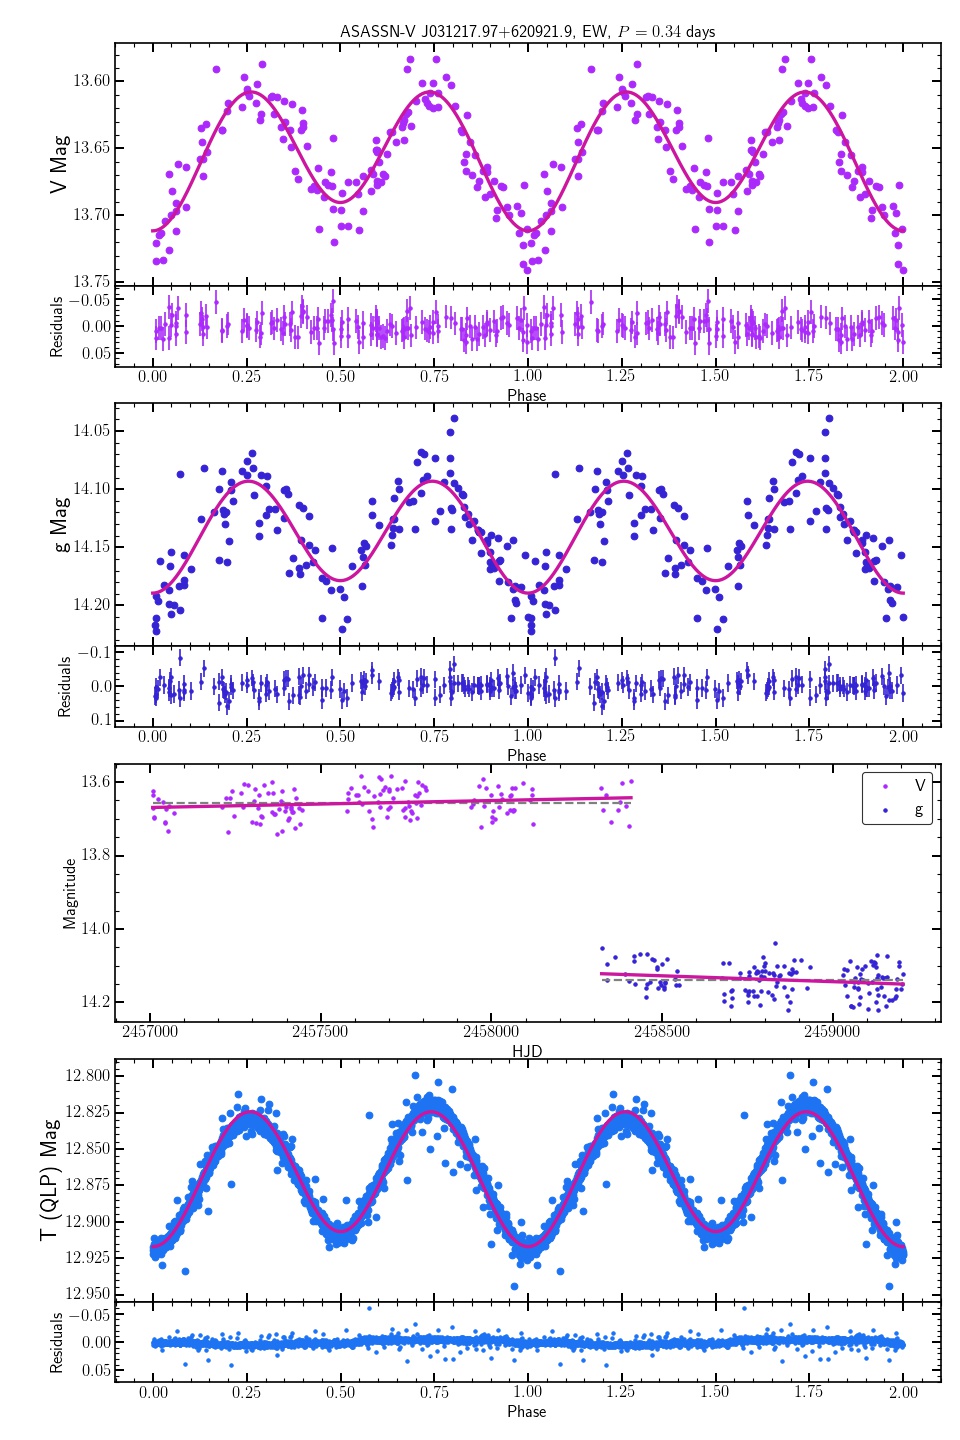 ASASSN-V J031217.97+620921.9, EW, P = 0.34 days
13.60
13.65
13.70
13.75
V Mag
−0.05
0.00
0.05
Residuals
0.00 0.25 0.50 0.75 1.00 1.25 1.50 1.75 2.00
Phase
14.05
14.10
14.15
14.20
g Mag
−0.1
0.0
0.1
Residuals
0.00 0.25 0.50 0.75 1.00 1.25 1.50 1.75 2.00
Phase
13.6
13.8
14.0
14.2
Magnitude
V
g
2457000 2457500 2458000 2458500 2459000
HJD
12.800
12.825
12.850
12.875
12.900
12.925
12.950
T (QLP) Mag
−0.05
0.00
0.05
Residuals
0.00 0.25 0.50 0.75 1.00 1.25 1.50 1.75 2.00
Phase